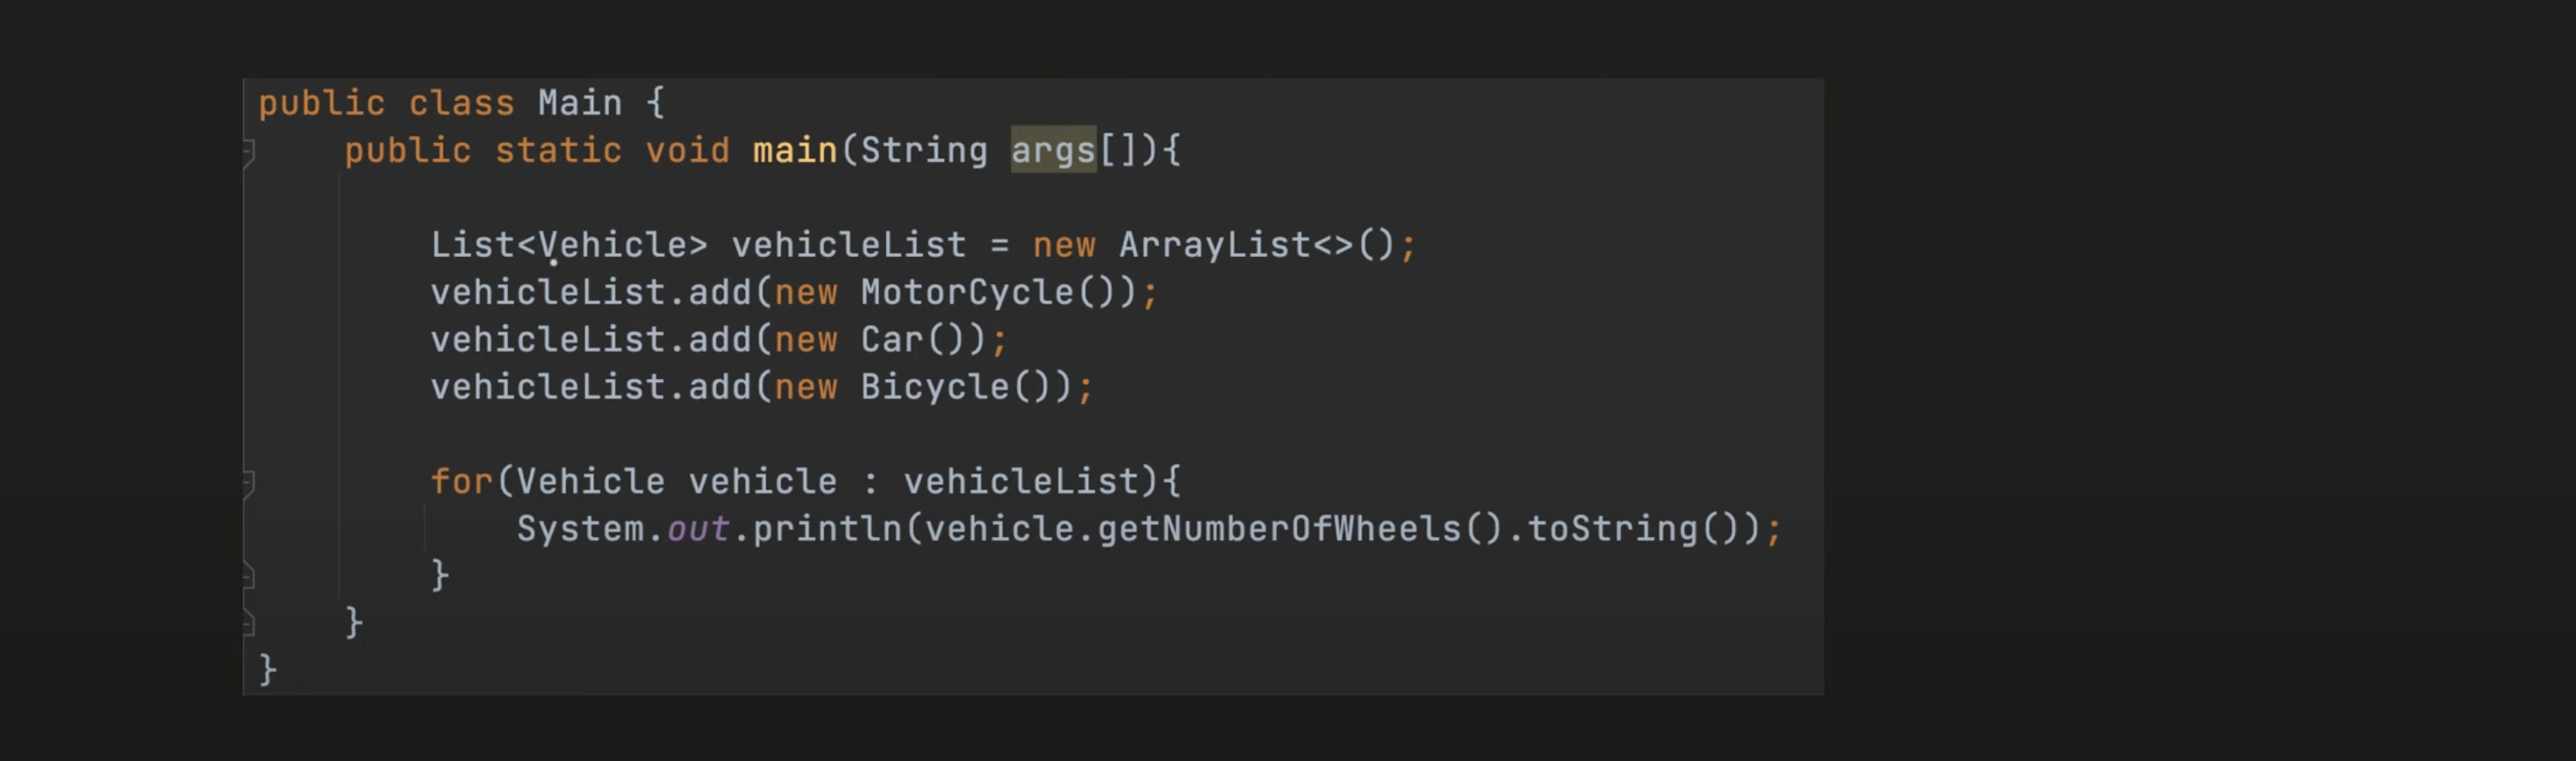 public class Main {
public static void main(String args[]){
List<Vehicle> vehicleList = new ArrayList<>();
vehicleList.add(new MotorCycle());
vehicleList.add(new Car());
vehicleList.add(new Bicycle());
for(Vehicle vehicle : vehicleList){
System.out.println(vehicle.getNumberOfWheels().toString());
}
}
}